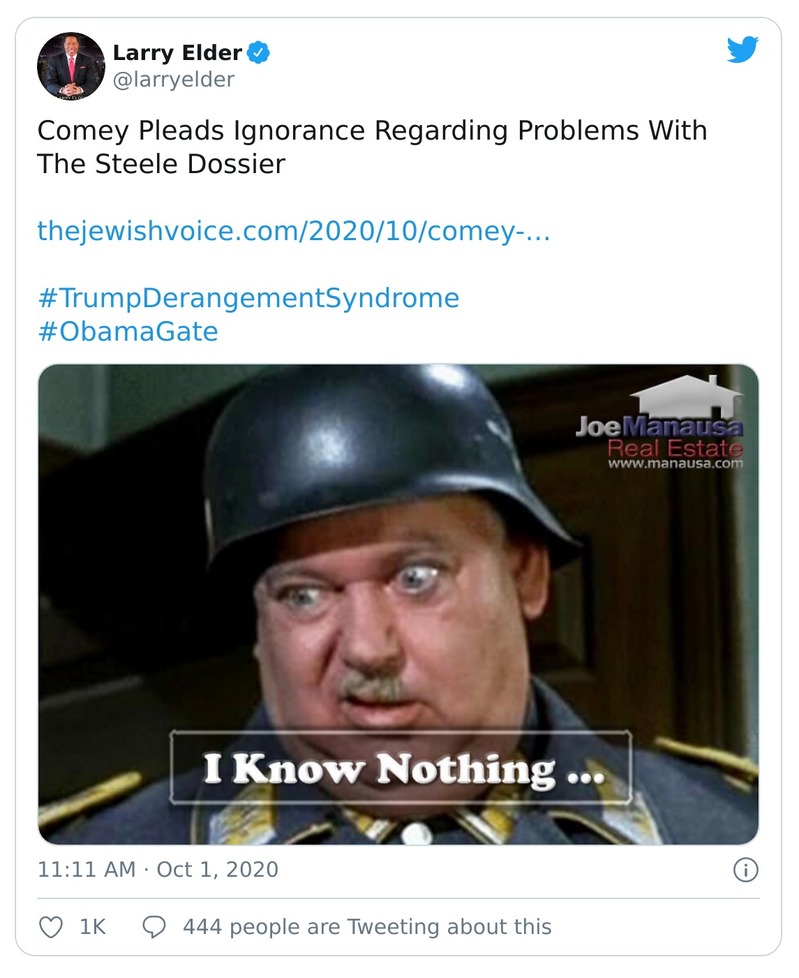 Larry Elder
@larryelder
Comey Pleads Ignorance Regarding Problems With
The Steele Dossier
thejewishvoice.com/2020/10/comey-...
#TrumpDerangementSyndrome
#ObamaGate
JoeManausa
Real Estate
www.manausa.com
I Know Nothing ...
11:11 AM · Oct 1, 2020
1K
444 people are Tweeting about this